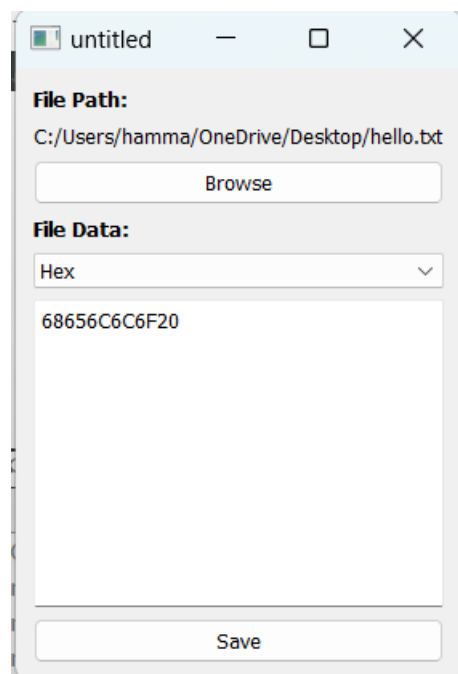 untitled
File Path:
C:/Users/hamma/OneDrive/Desktop/hello.txt
Browse
File Data:
Hex
68656C6C6F20
Save